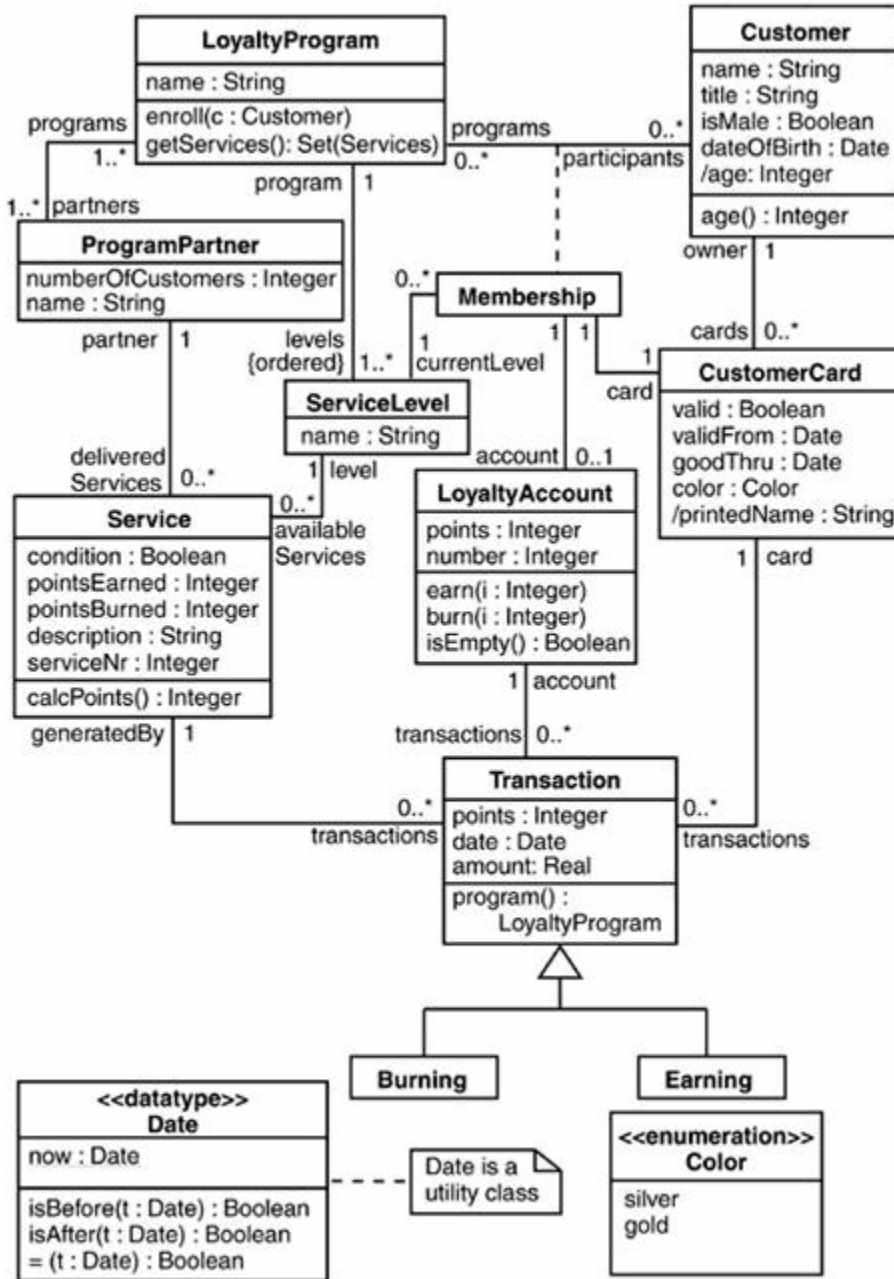 LoyaltyProgram
name : String
enroll(c : Customer)
getServices(): Set(Services)
Customer
name : String
title : String
isMale : Boolean
dateOfBirth : Date
/age: Integer
age() : Integer
programs
1..*
programs
0..*
0..*
participants
program
1
1..*
partners
ProgramPartner
numberOfCustomers : Integer
name : String
owner
1
0..*
Membership
partner
1
levels
{ordered}
1..*
1
currentLevel
1
1
1
card
cards
0..*
CustomerCard
valid : Boolean
validFrom : Date
goodThru : Date
color : Color
/printedName : String
ServiceLevel
name : String
delivered
Services
0..*
1
level
0..*
available
Services
account
0..1
LoyaltyAccount
points : Integer
number : Integer
earn(i : Integer)
burn(i : Integer)
isEmpty() : Boolean
Service
condition : Boolean
pointsEarned : Integer
pointsBurned : Integer
description : String
serviceNr : Integer
calcPoints() : Integer
1
card
generatedBy
1
1
account
transactions
0..*
Transaction
points : Integer
date : Date
amount: Real
program() :
LoyaltyProgram
0..*
transactions
0..*
transactions
Burning
Earning
<<datatype>>
Date
now : Date
isBefore(t : Date) : Boolean
isAfter(t : Date) : Boolean
= (t : Date) : Boolean
Date is a
utility class
<<enumeration>>
Color
silver
gold